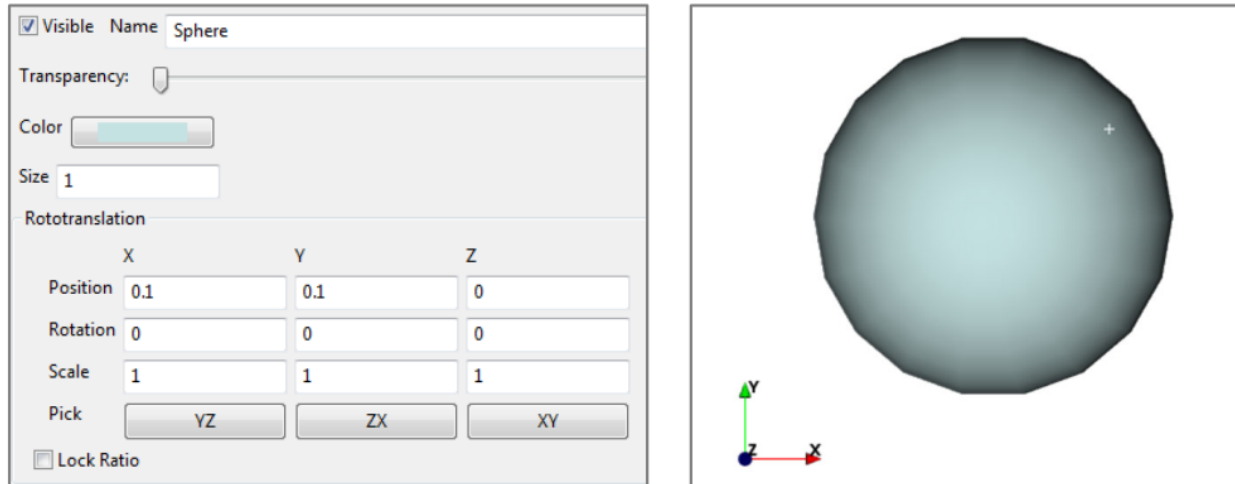 Visible Name Sphere
Transparency:
Color
Size 1
Rototranslation
X Y Z
Position 0.1 0.1 0
Rotation 0 0 0
Scale 1 1 1
Pick YZ ZX XY
Lock Ratio
Y
Z X